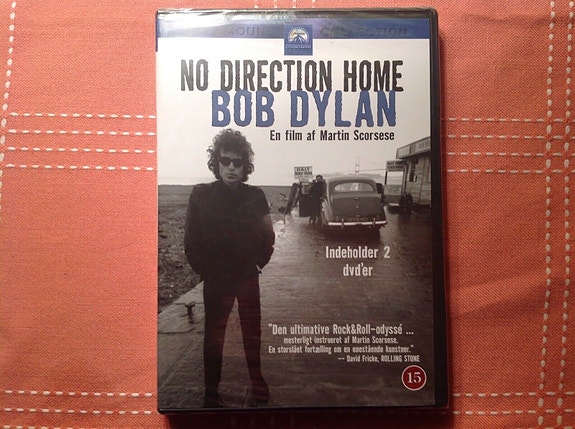 COLLECTION
NO DIRECTION HOME
BOB DYLAN
En film af Martin Scorsese
Indeholder 2
dvd'er
"Den ultimative Rock&Roll-odyssé ...
mesterligt instrueret af Martin Scorsese.
En storslået fortælling om en enestående kunstner."
–– David Fricke, ROLLING STONE
15